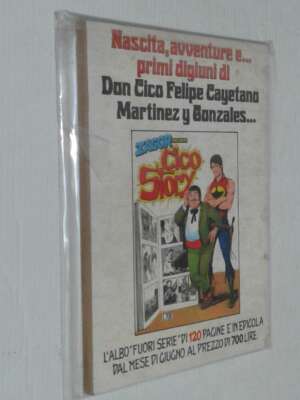 Nascita, avventure e...
primi digiuni di
Don Cico Felipe Cayetano
Martinez y Gonzales...
ZAGOR
Cico
Story
L'ALBO "FUORI SERIE" DI 120 PAGINE E IN EDICOLA
DAL MESE DI GIUGNO AL PREZZO DI 700 LIRE